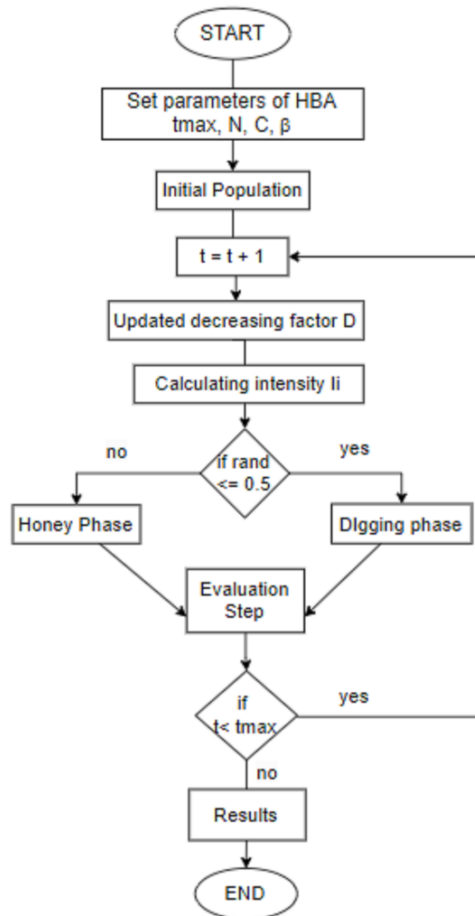 START
Set parameters of HBA
tmax, N, C, β
Initial Population
t = t + 1
Updated decreasing factor D
Calculating intensity Ii
no
if rand
<= 0.5
yes
Honey Phase
DIgging phase
Evaluation
Step
if
t< tmax
yes
no
Results
END